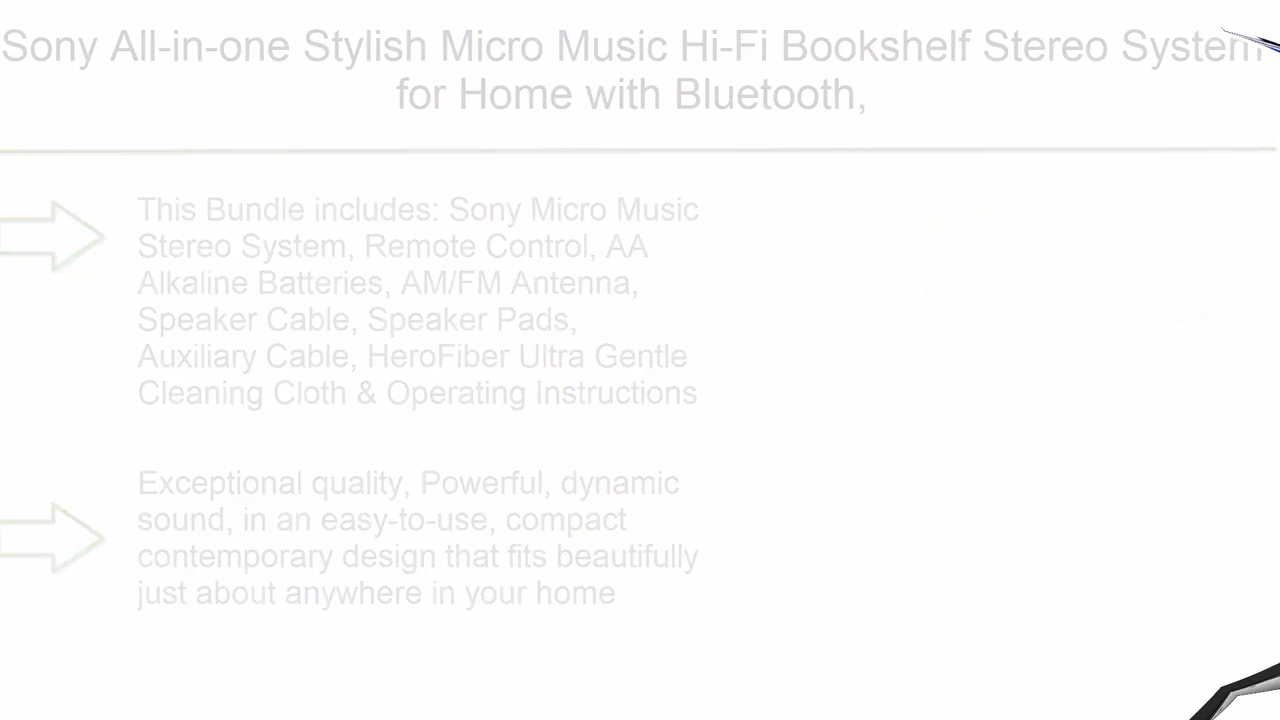 Sony All-in-one Stylish Micro Music Hi-Fi Bookshelf Stereo System
for Home with Bluetooth,
This Bundle includes: Sony Micro Music
Stereo System, Remote Control, AA
Alkaline Batteries, AM/FM Antenna,
Speaker Cable, Speaker Pads,
Auxiliary Cable, HeroFiber Ultra Gentle
Cleaning Cloth & Operating Instructions
Exceptional quality, Powerful, dynamic
sound, in an easy-to-use, compact
contemporary design that fits beautifully
just about anywhere in your home